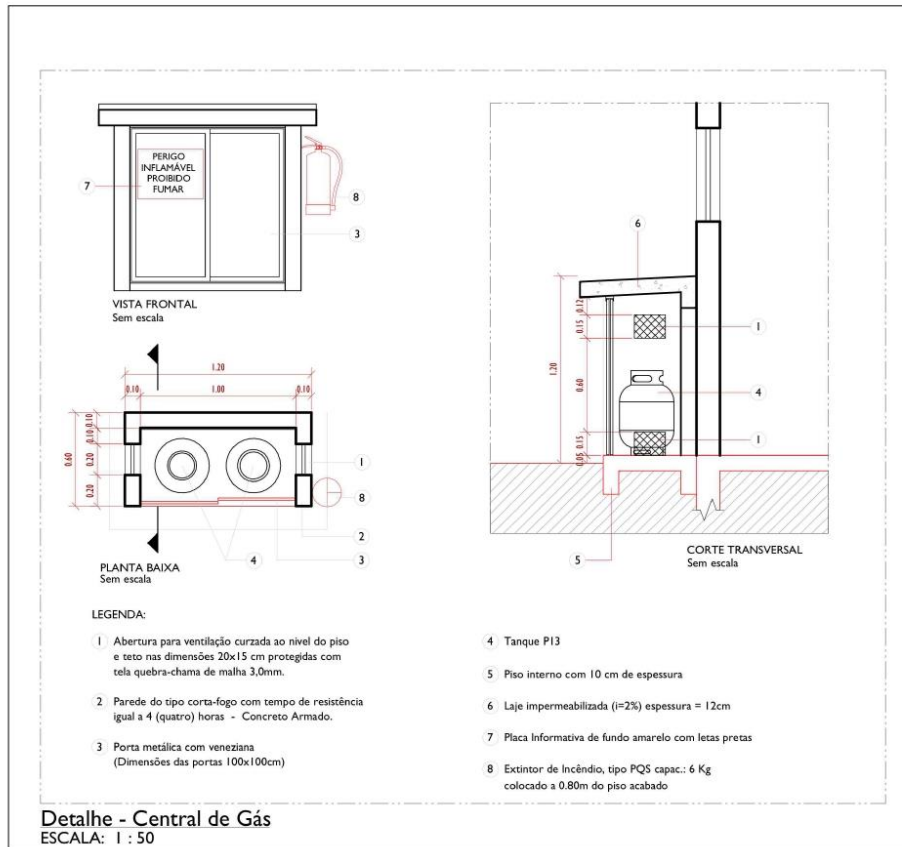 PERIGO
INFLAMÁVEL
PROIBIDO
FUMAR
7
8
3
VISTA FRONTAL
Sem escala
6
1.20
0.12
0.15
0.60
0.15
0.05
1
4
1
5
CORTE TRANSVERSAL
Sem escala
1.20
0.10
1.00
0.10
0.60
0.10
0.10
0.20
0.20
1
8
2
4
3
PLANTA BAIXA
Sem escala
LEGENDA:
1 Abertura para ventilação curzada ao nivel do piso
e teto nas dimensões 20x15 cm protegidas com
tela quebra-chama de malha 3,0mm.
2 Parede do tipo corta-fogo com tempo de resistência
igual a 4 (quatro) horas - Concreto Armado.
3 Porta metálica com veneziana
(Dimensões das portas 100x100cm)
4 Tanque P13
5 Piso interno com 10 cm de espessura
6 Laje impermeabilizada (i=2%) espessura = 12cm
7 Placa Informativa de fundo amarelo com letas pretas
8 Extintor de Incêndio, tipo PQS capac.: 6 Kg
colocado a 0.80m do piso acabado
Detalhe - Central de Gás
ESCALA: 1 : 50